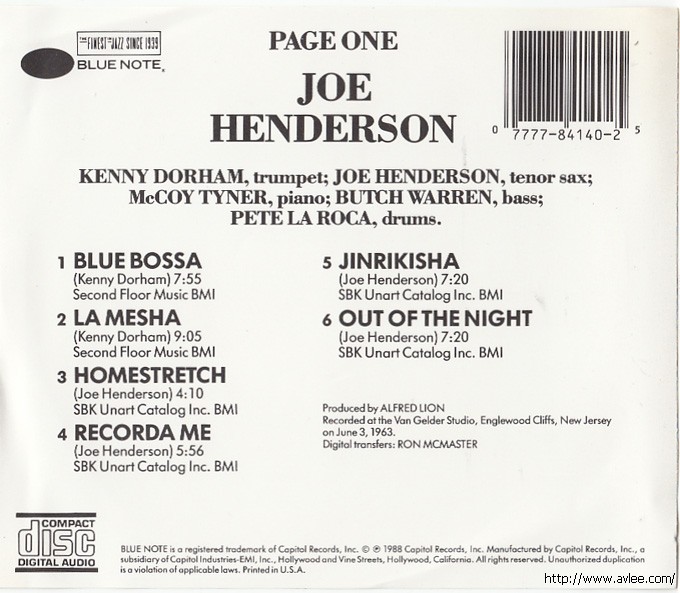 THE FINEST IN JAZZ SINCE 1939
BLUE NOTE®
PAGE ONE
JOE
HENDERSON
0 7777-84140-2 5
KENNY DORHAM, trumpet; JOE HENDERSON, tenor sax;
McCOY TYNER, piano; BUTCH WARREN, bass;
PETE LA ROCA, drums.
1 BLUE BOSSA
(Kenny Dorham) 7:55
Second Floor Music BMI
2 LA MESHA
(Kenny Dorham) 9:05
Second Floor Music BMI
3 HOMESTRETCH
(Joe Henderson) 4:10
SBK Unart Catalog Inc. BMI
4 RECORDA ME
(Joe Henderson) 5:56
SBK Unart Catalog Inc. BMI
5 JINRIKISHA
(Joe Henderson) 7:20
SBK Unart Catalog Inc. BMI
6 OUT OF THE NIGHT
(Joe Henderson) 7:20
SBK Unart Catalog Inc. BMI
Produced by ALFRED LION
Recorded at the Van Gelder Studio, Englewood Cliffs, New Jersey
on June 3, 1963.
Digital transfers: RON MCMASTER
COMPACT
disc
DIGITAL AUDIO
BLUE NOTE is a registered trademark of Capitol Records, Inc. © ℗ 1988 Capitol Records, Inc. Manufactured by Capitol Records, Inc., a
subsidiary of Capitol Industries-EMI, Inc., Hollywood and Vine Streets, Hollywood, California. All rights reserved. Unauthorized duplication
is a violation of applicable laws. Printed in U.S.A.
http://www.avlee.com/